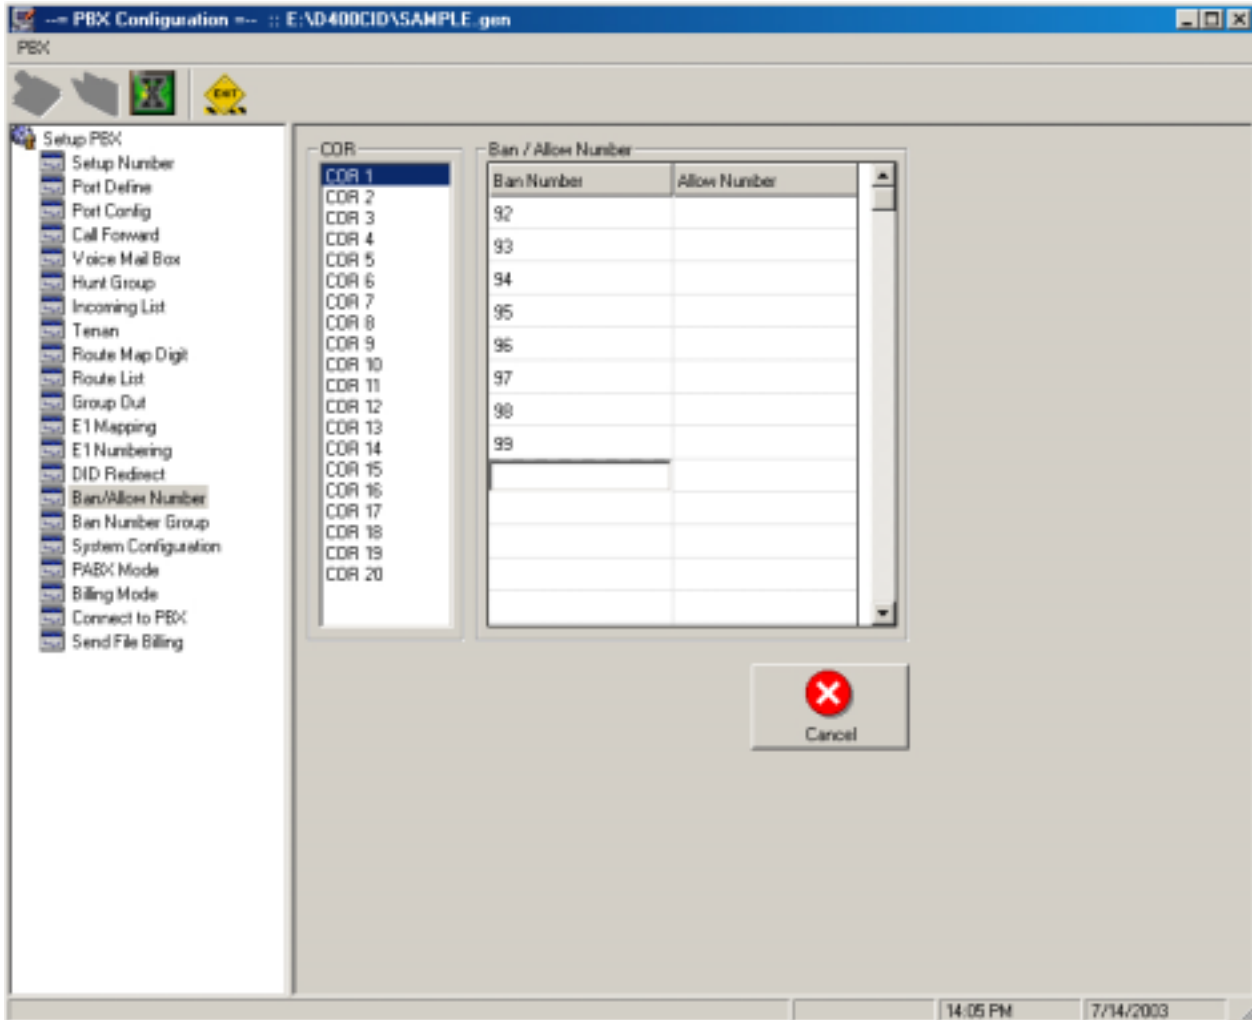 --= PBX Configuration =-- :: E:\D400CID\SAMPLE.gen
PBX
EXIT
Setup PBX
Setup Number
Port Define
Port Config
Call Forward
Voice Mail Box
Hunt Group
Incoming List
Tenan
Route Map Digit
Route List
Group Out
E1 Mapping
E1 Numbering
DID Redirect
Ban/Allow Number
Ban Number Group
System Configuration
PABX Mode
Billing Mode
Connect to PBX
Send File Billing
COR
COR 1
COR 2
COR 3
COR 4
COR 5
COR 6
COR 7
COR 8
COR 9
COR 10
COR 11
COR 12
COR 13
COR 14
COR 15
COR 16
COR 17
COR 18
COR 19
COR 20
Ban / Allow Number
Ban Number Allow Number
92
93
94
95
96
97
98
99
Cancel
14:05 PM 7/14/2003